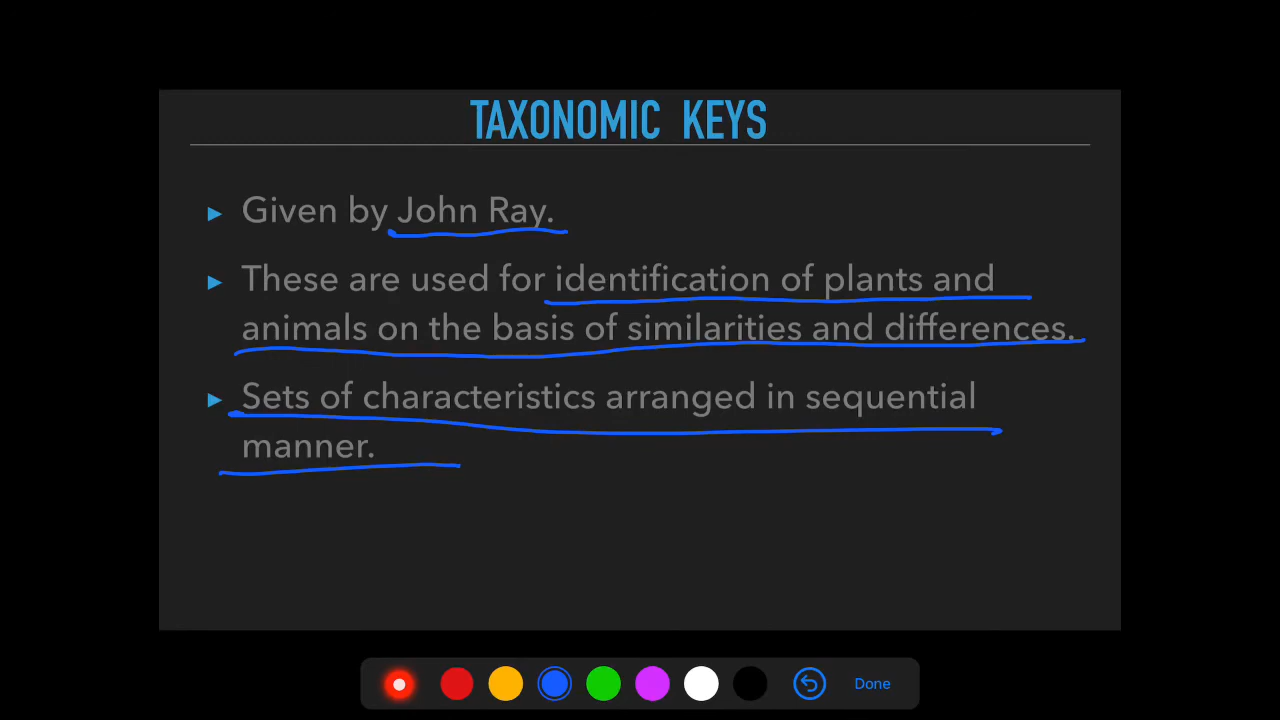 TAXONOMIC KEYS
▸ Given by John Ray.
▸ These are used for identification of plants and
animals on the basis of similarities and differences.
▸ Sets of characteristics arranged in sequential
manner.
Done